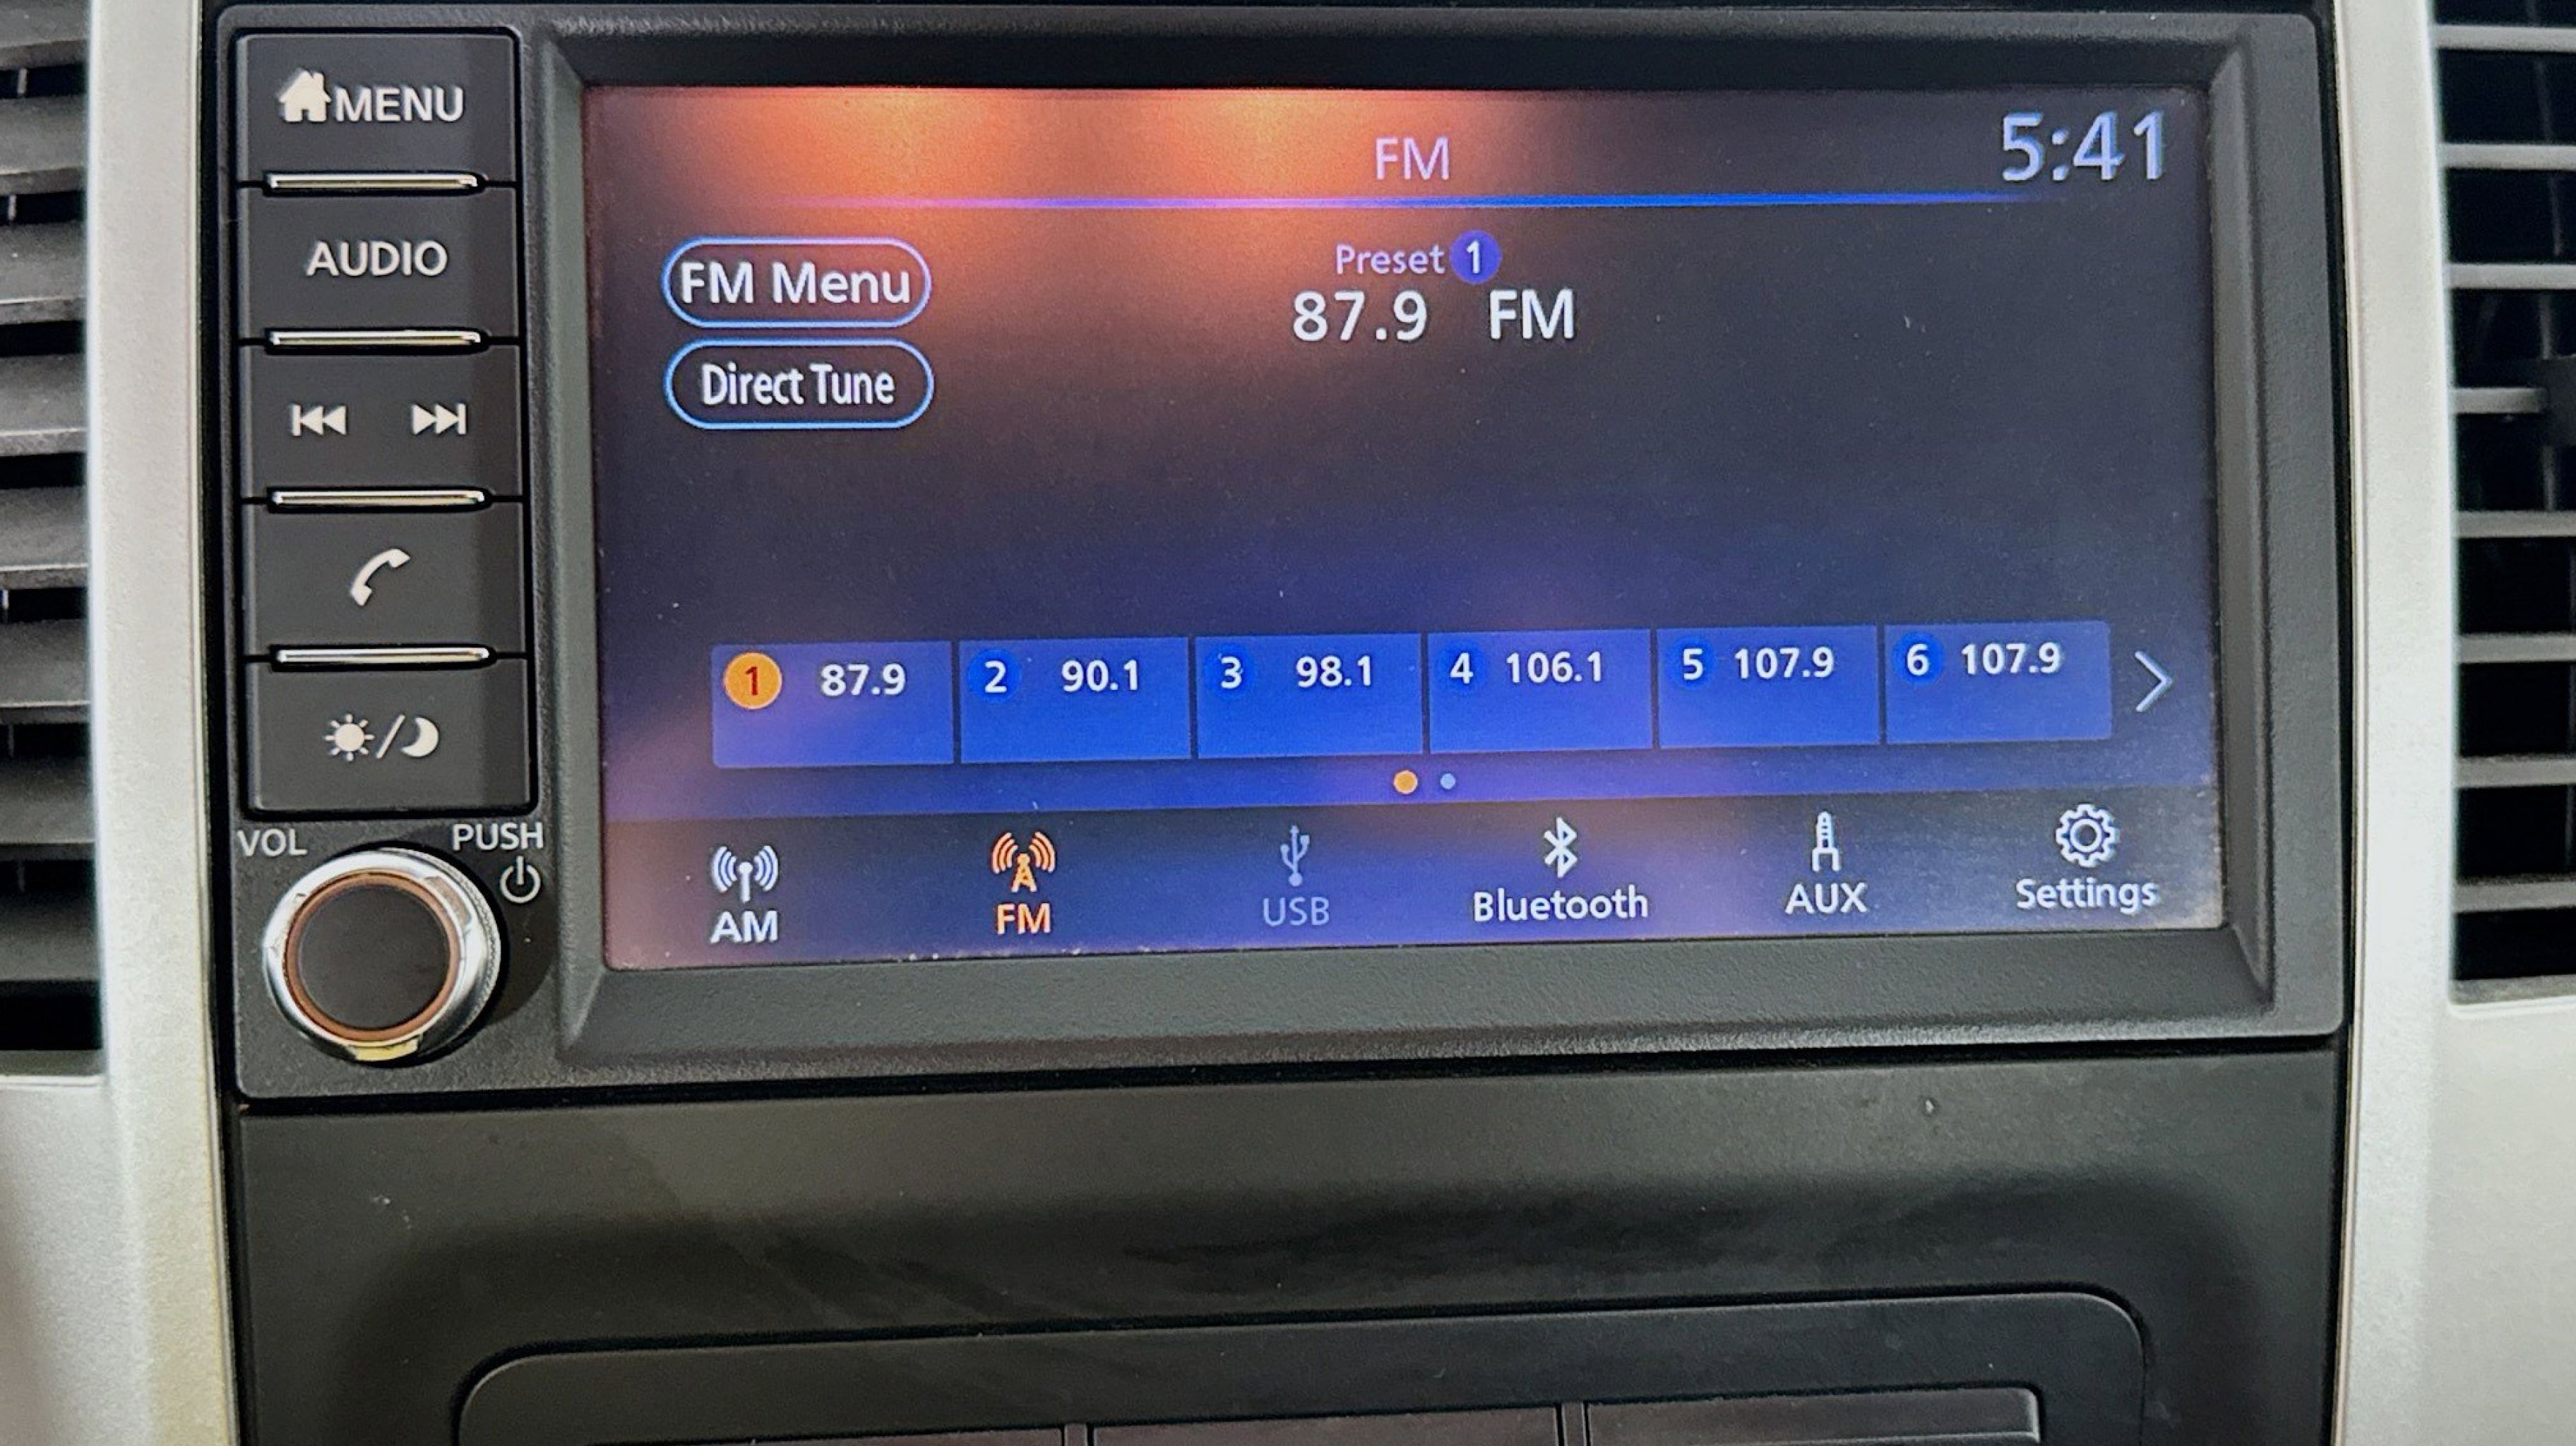 MENU
AUDIO
VOL
PUSH
FM
5:41
FM Menu
Direct Tune
Preset 1
87.9 FM
1 87.9 2 90.1 3 98.1 4 106.1 5 107.9 6 107.9
AM FM USB Bluetooth AUX Settings